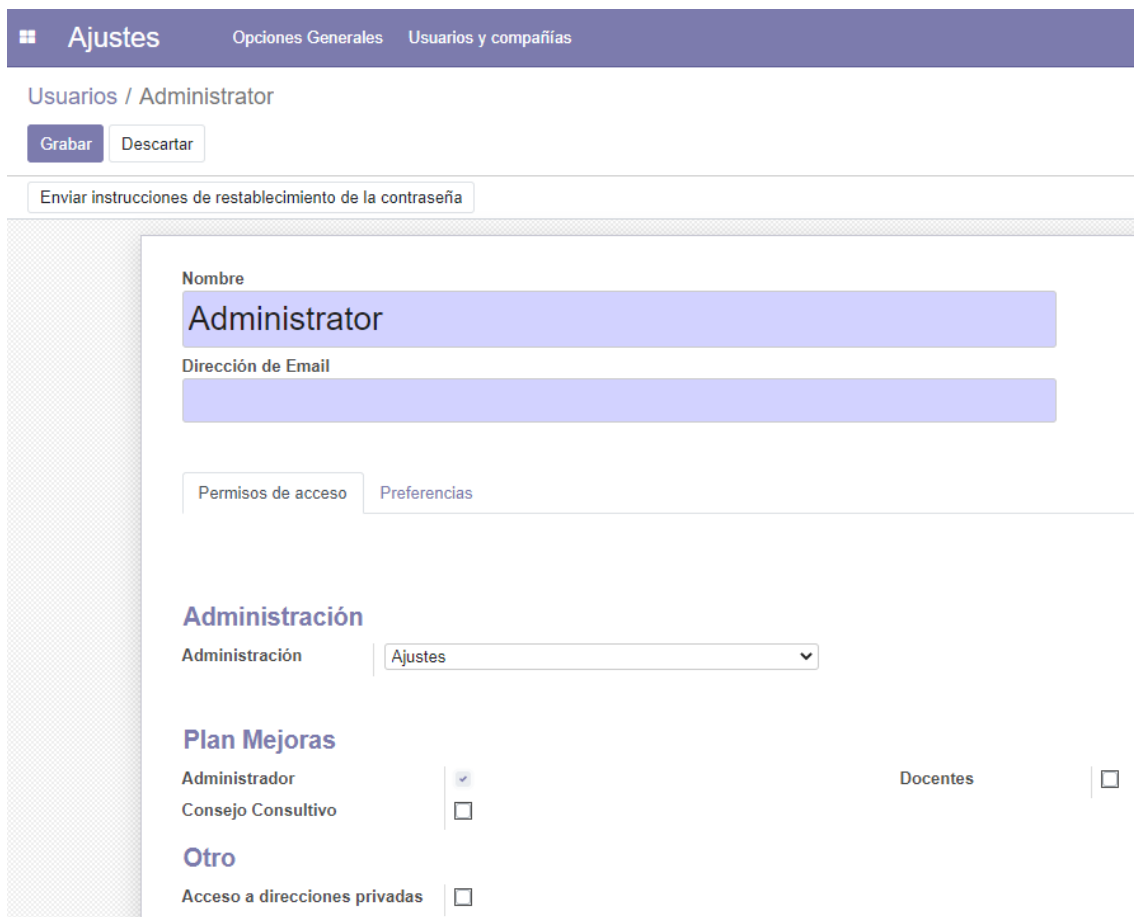 Ajustes Opciones Generales Usuarios y compañías
Usuarios / Administrator
Grabar Descartar
Enviar instrucciones de restablecimiento de la contraseña
Nombre
Administrator
Dirección de Email
Permisos de acceso Preferencias
Administración
Administración Ajustes
Plan Mejoras
Administrador Docentes
Consejo Consultivo
Otro
Acceso a direcciones privadas